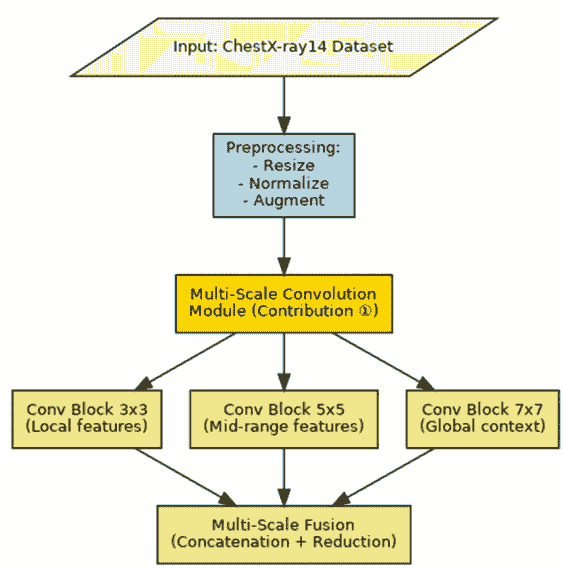 Input: ChestX-ray14 Dataset
Preprocessing:
- Resize
- Normalize
- Augment
Multi-Scale Convolution
Module (Contribution ①)
Conv Block 3x3
(Local features)
Conv Block 5x5
(Mid-range features)
Conv Block 7x7
(Global context)
Multi-Scale Fusion
(Concatenation + Reduction)